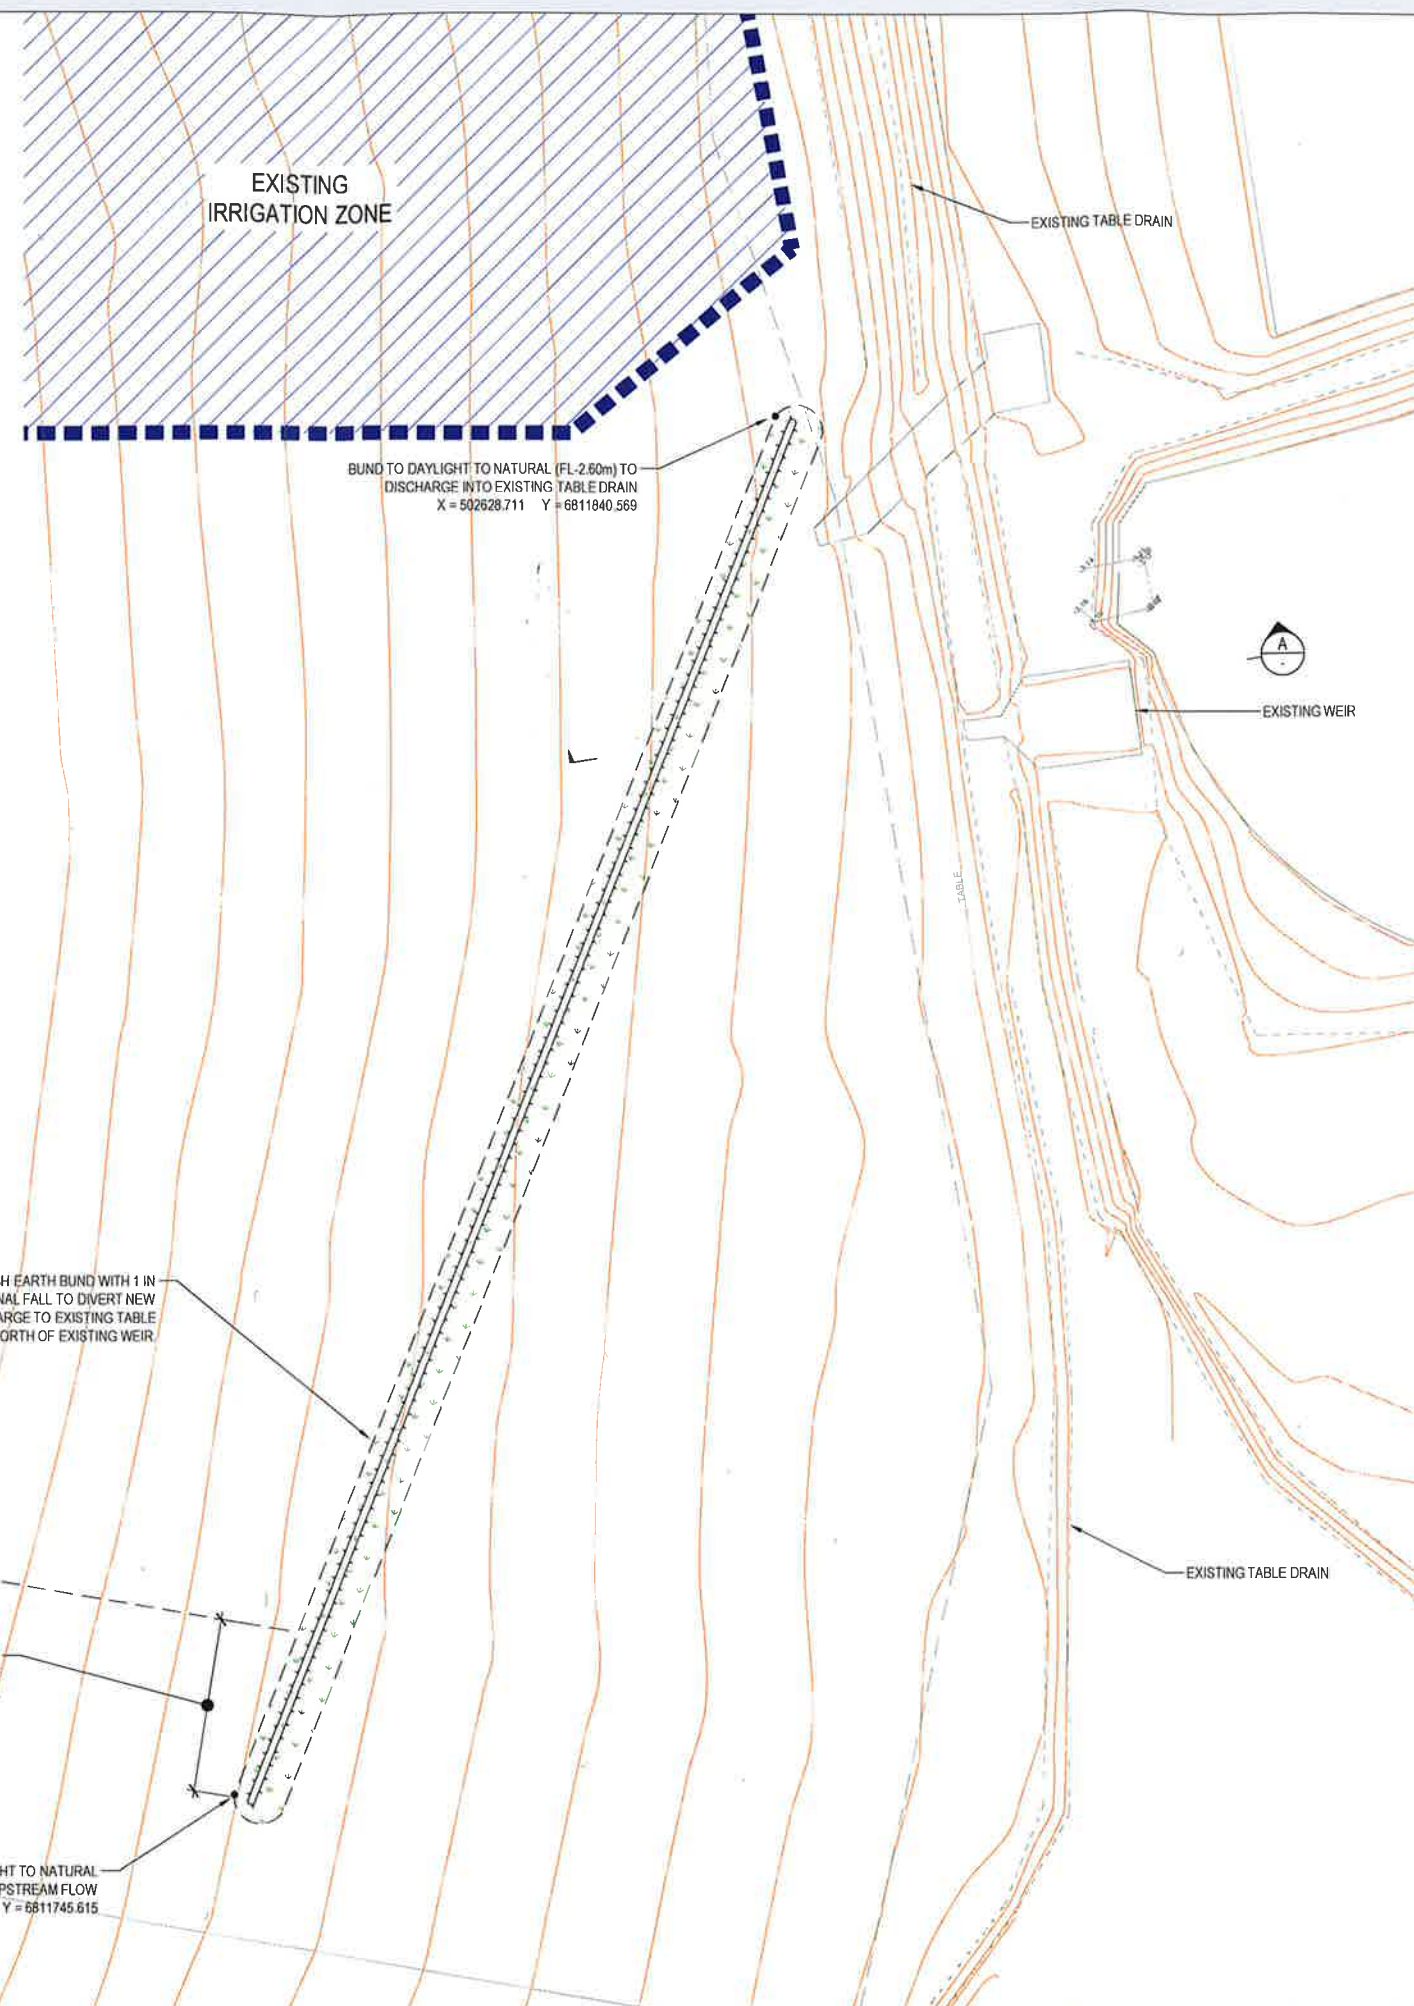 EXISTING
IRRIGATION ZONE
EXISTING TABLE DRAIN
BUND TO DAYLIGHT TO NATURAL (FL-2.60m) TO
DISCHARGE INTO EXISTING TABLE DRAIN
X = 502628.711 Y = 6811840.569
A
-
EXISTING WEIR
TABLE
H EARTH BUND WITH 1 IN
NAL FALL TO DIVERT NEW
ARGE TO EXISTING TABLE
ORTH OF EXISTING WEIR.
EXISTING TABLE DRAIN
HT TO NATURAL
PSTREAM FLOW
Y = 6811745.615